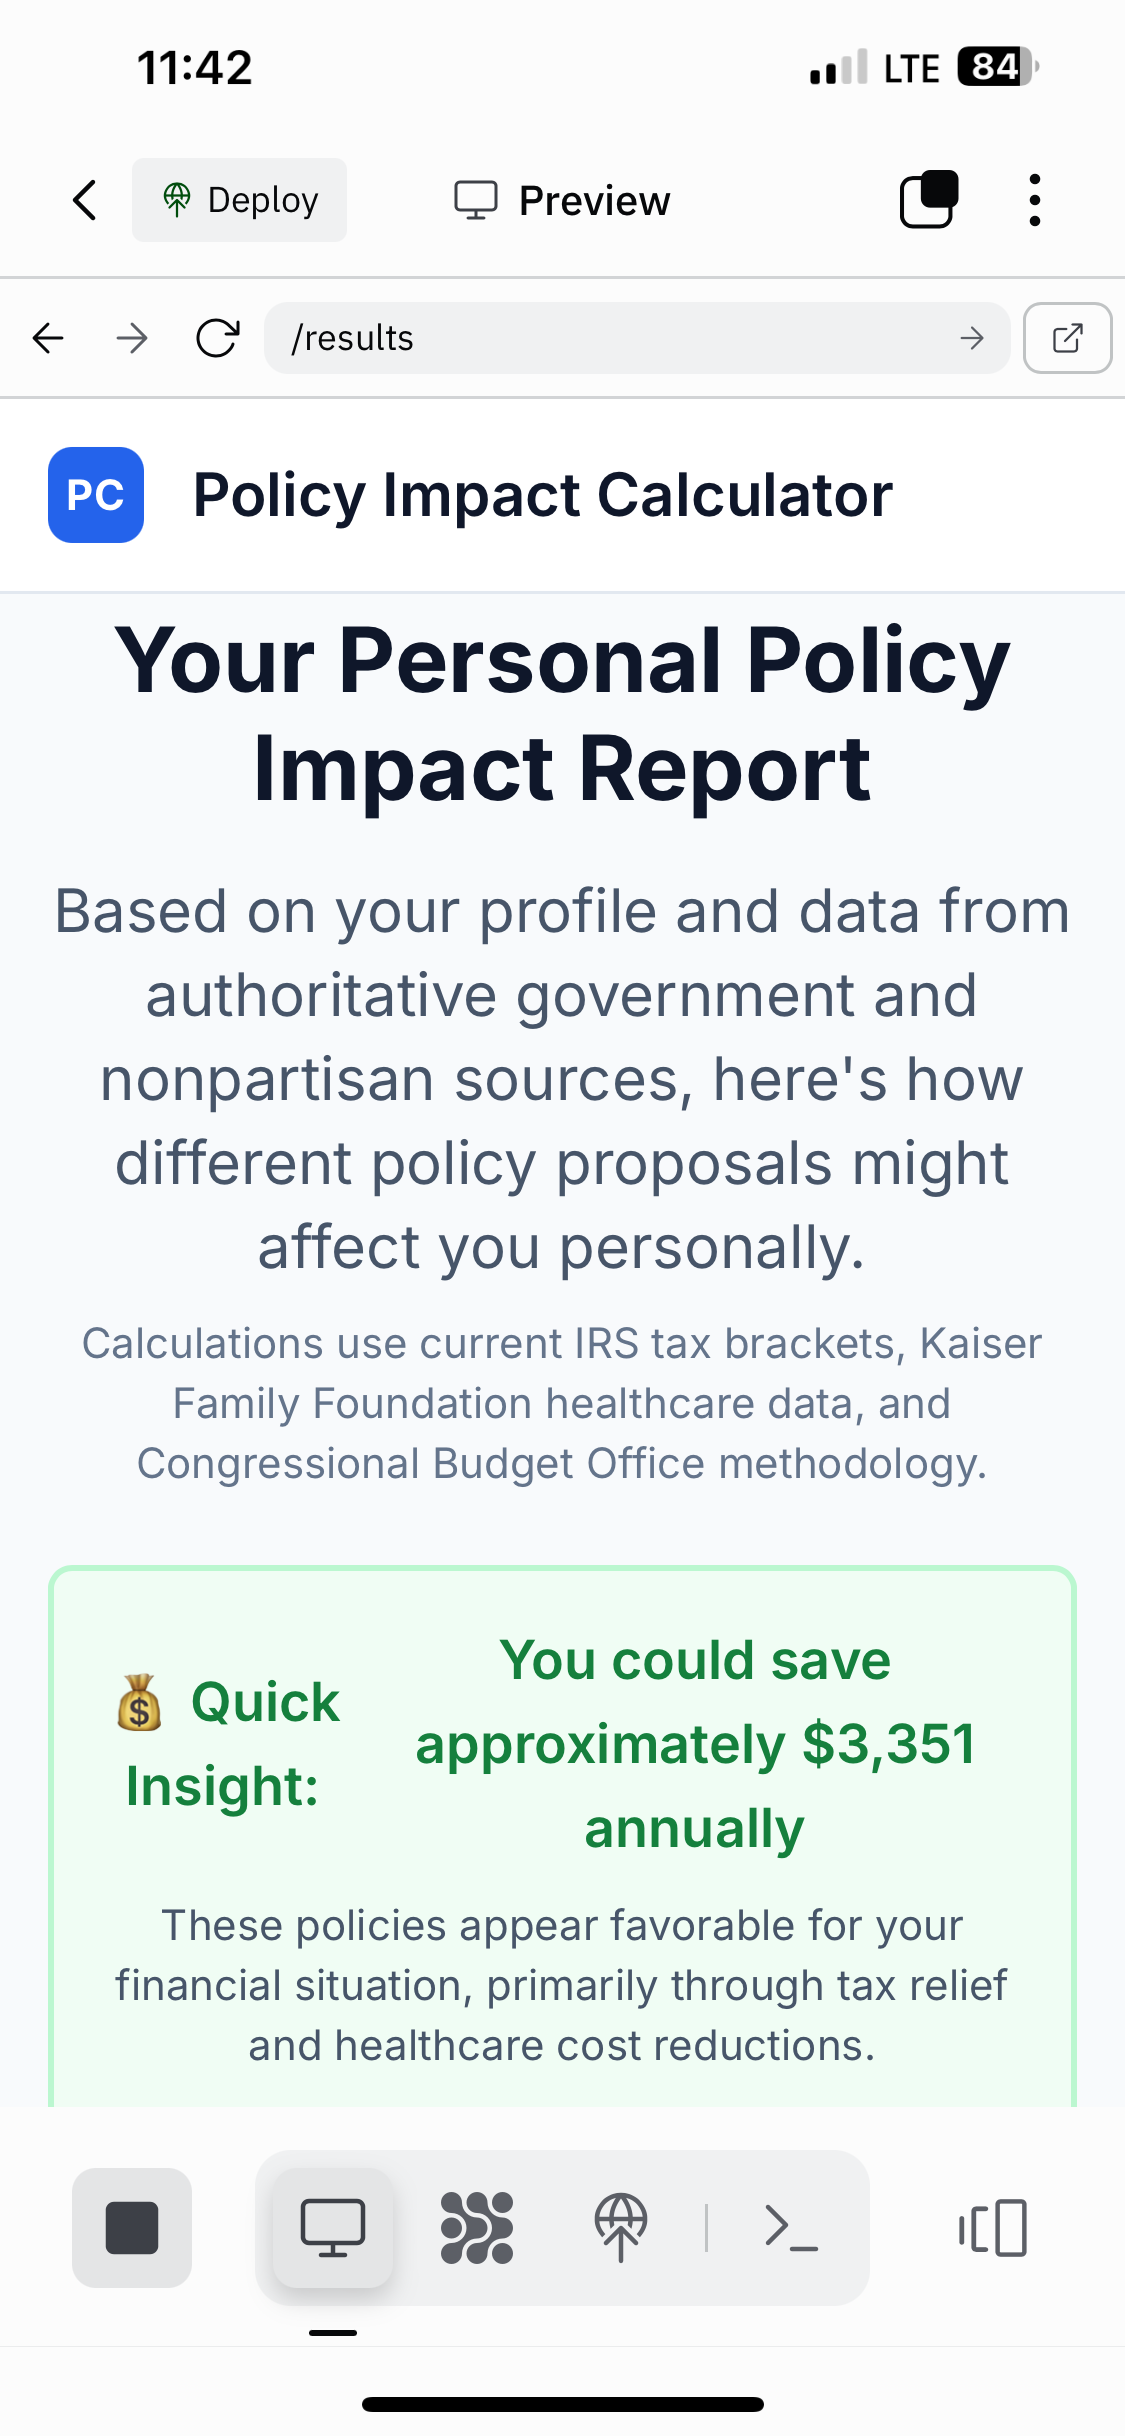 11:42
LTE 84
Deploy
Preview
/results
PC Policy Impact Calculator
Your Personal Policy
Impact Report
Based on your profile and data from
authoritative government and
nonpartisan sources, here's how
different policy proposals might
affect you personally.
Calculations use current IRS tax brackets, Kaiser
Family Foundation healthcare data, and
Congressional Budget Office methodology.
💰 Quick
Insight:
You could save
approximately $3,351
annually
These policies appear favorable for your
financial situation, primarily through tax relief
and healthcare cost reductions.